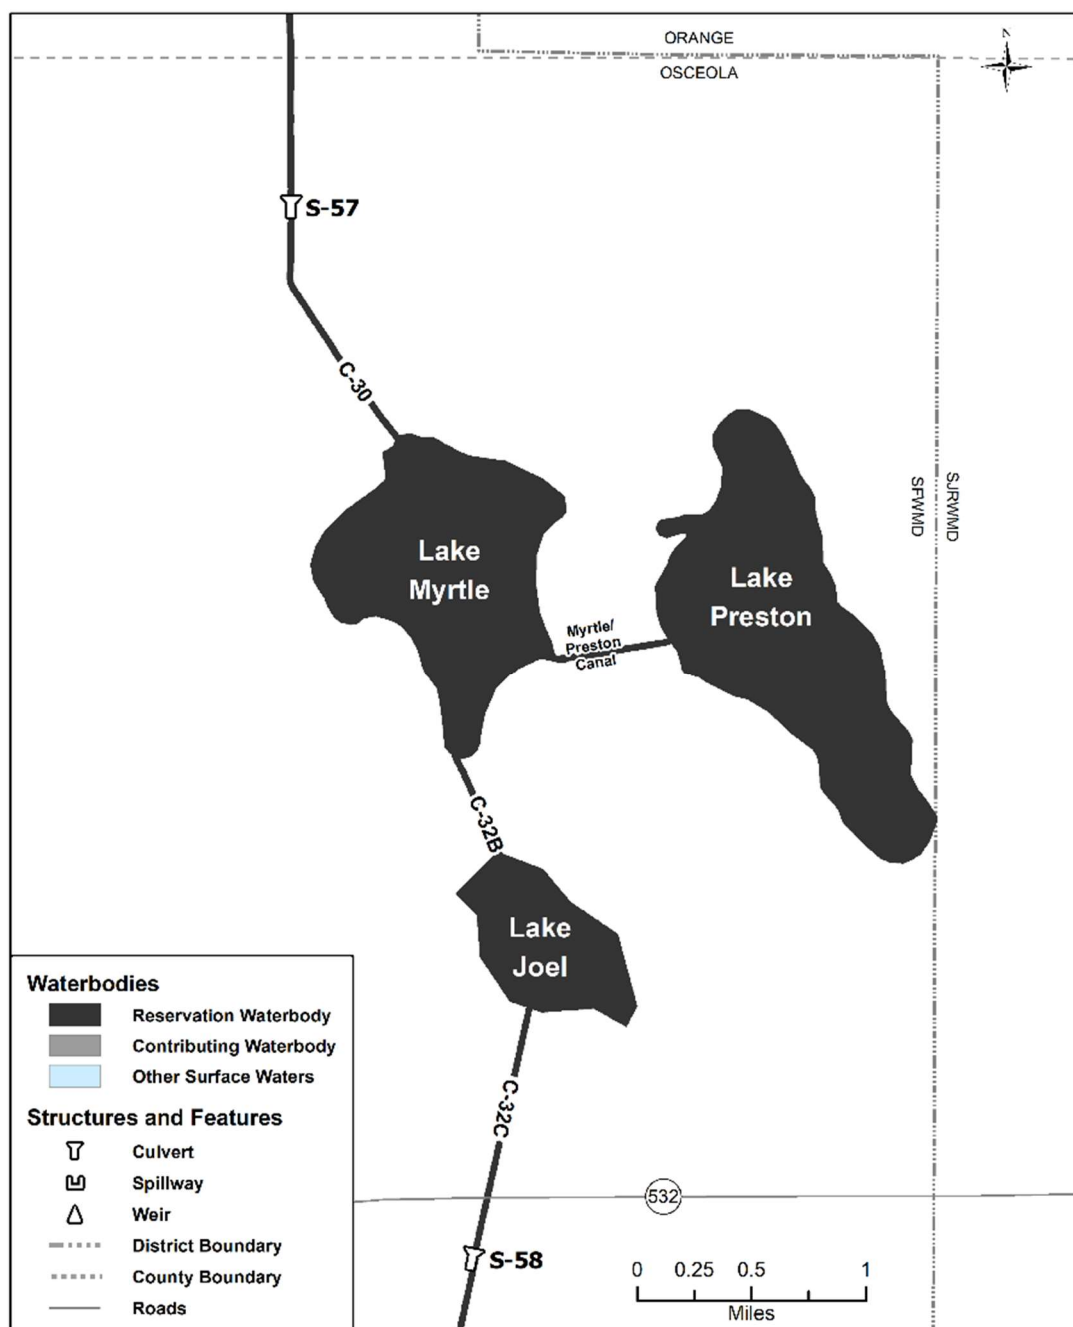 ORANGE
OSCEOLA
N
S-57
C-30
SFWMD
SJRWMD
Lake
Myrtle
Lake
Preston
Myrtle/
Preston
Canal
C-32B
Lake
Joel
C-32C
532
S-58
0 0.25 0.5 1
Miles
Waterbodies
Reservation Waterbody
Contributing Waterbody
Other Surface Waters
Structures and Features
Culvert
Spillway
Weir
District Boundary
County Boundary
Roads